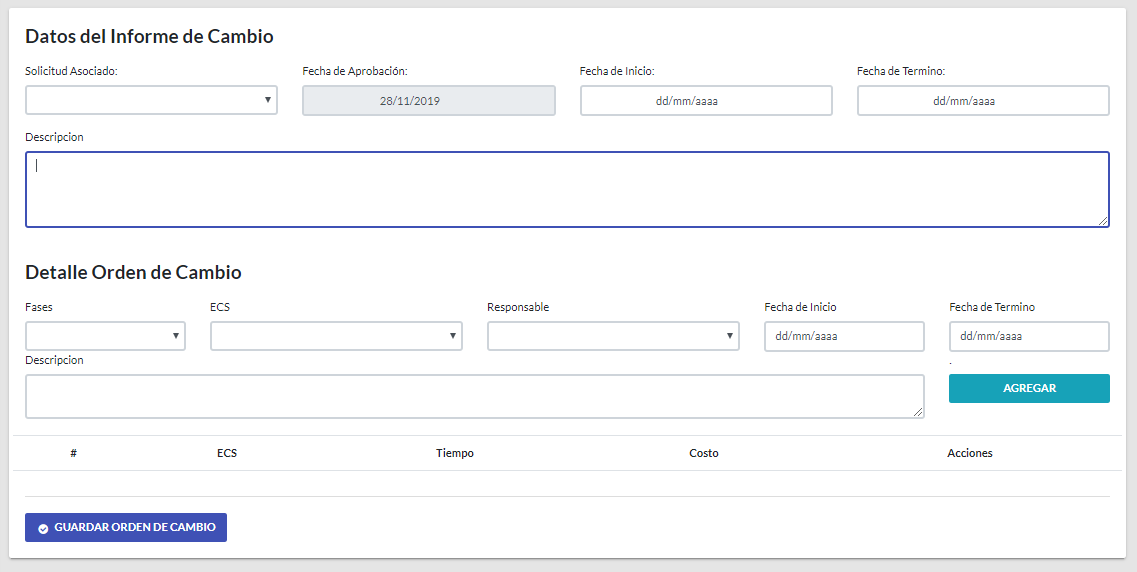 Datos del Informe de Cambio
Solicitud Asociado: Fecha de Aprobación: Fecha de Inicio: Fecha de Termino:
28/11/2019 dd/mm/aaaa dd/mm/aaaa
Descripcion
Detalle Orden de Cambio
Fases ECS Responsable Fecha de Inicio Fecha de Termino
dd/mm/aaaa dd/mm/aaaa
Descripcion .
AGREGAR
# ECS Tiempo Costo Acciones
GUARDAR ORDEN DE CAMBIO